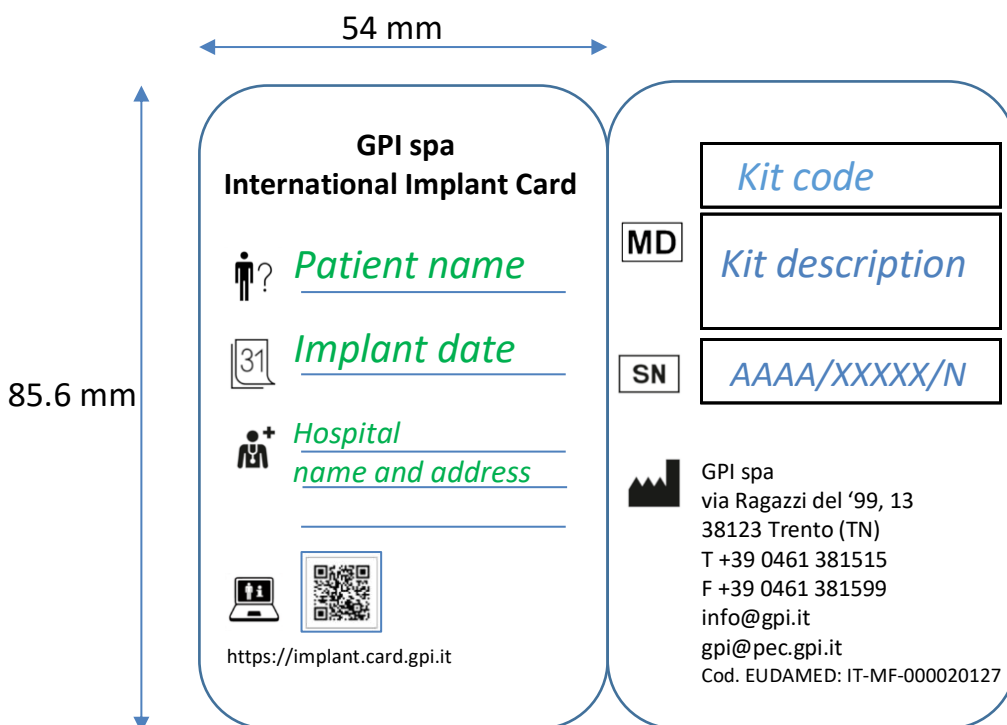 54 mm
85.6 mm
GPI spa
International Implant Card
?
Patient name
31
Implant date
Hospital
name and address
https://implant.card.gpi.it
Kit code
MD
Kit description
SN
AAAA/XXXXX/N
GPI spa
via Ragazzi del ‘99, 13
38123 Trento (TN)
T +39 0461 381515
F +39 0461 381599
info@gpi.it
gpi@pec.gpi.it
Cod. EUDAMED: IT-MF-000020127